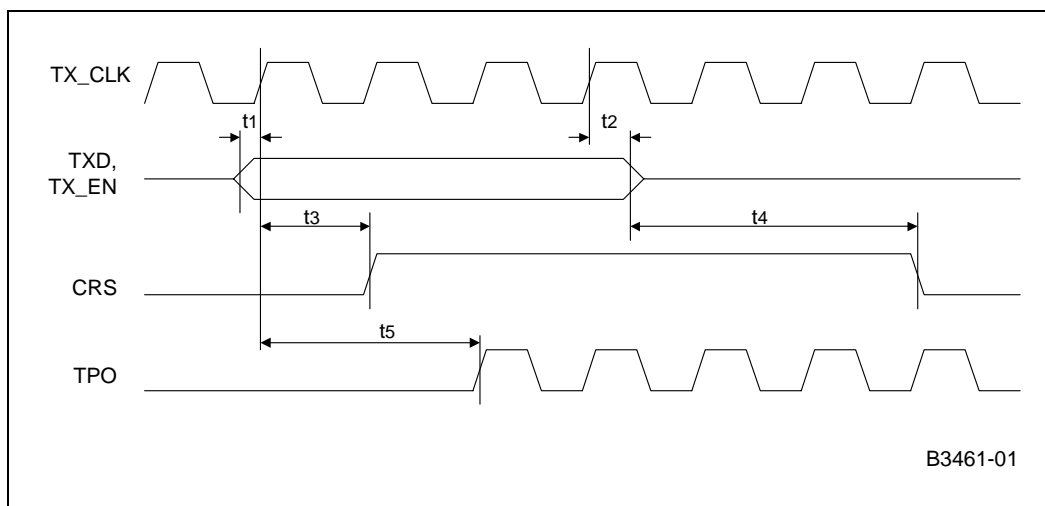 TX_CLK
t1
t2
TXD,
TX_EN
t3
t4
CRS
t5
TPO
B3461-01